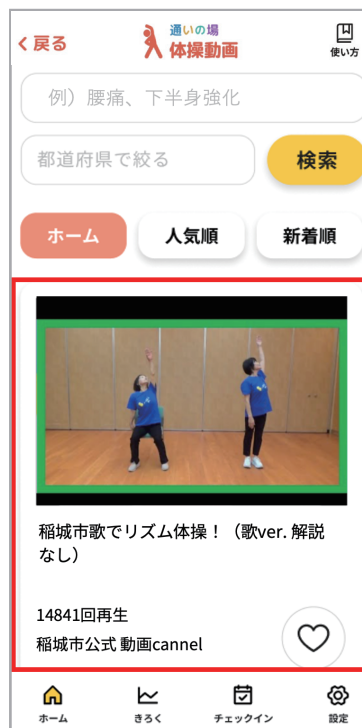 戻る
通いの場
体操動画
使い方
例）腰痛、下半身強化
都道府県で絞る
検索
ホーム
人気順
新着順
稲城市歌でリズム体操！（歌ver. 解説
なし）
14841回再生
稲城市公式 動画cannel
ホーム
きろく
チェックイン
設定